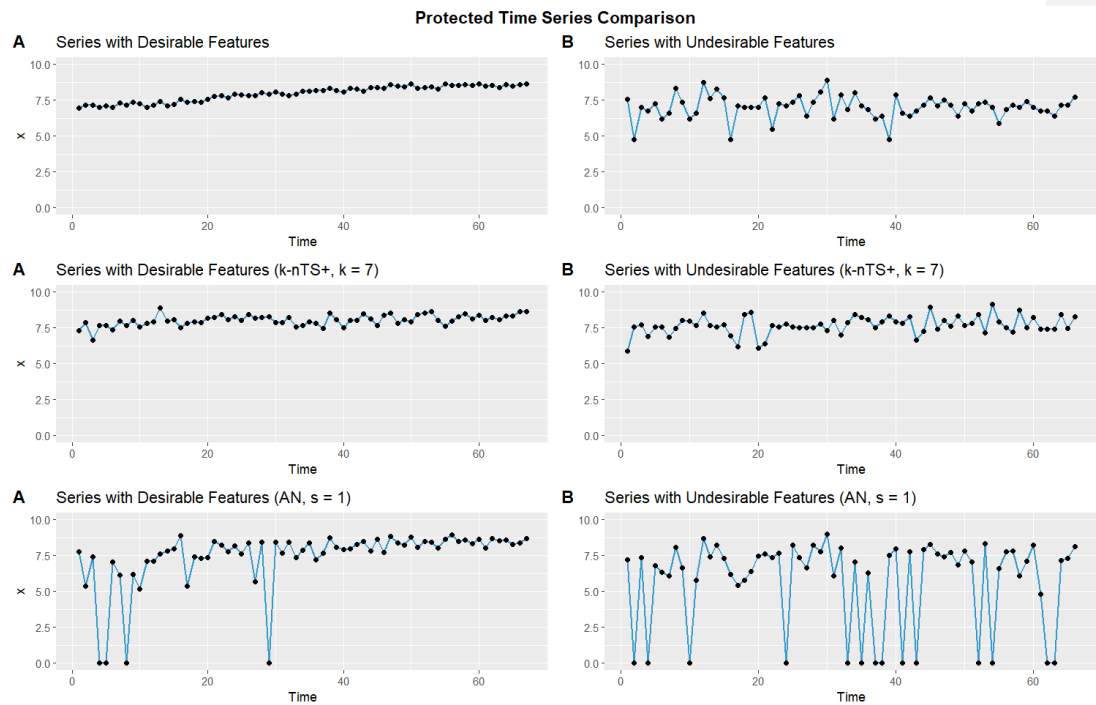 Protected Time Series Comparison
A Series with Desirable Features
B Series with Undesirable Features
10.0
7.5
5.0
2.5
0.0
x
0 20 40 60
Time
10.0
7.5
5.0
2.5
0.0
0 20 40 60
Time
A Series with Desirable Features (k-nTS+, k = 7)
B Series with Undesirable Features (k-nTS+, k = 7)
10.0
7.5
5.0
2.5
0.0
x
0 20 40 60
Time
10.0
7.5
5.0
2.5
0.0
0 20 40 60
Time
A Series with Desirable Features (AN, s = 1)
B Series with Undesirable Features (AN, s = 1)
10.0
7.5
5.0
2.5
0.0
x
0 20 40 60
Time
10.0
7.5
5.0
2.5
0.0
0 20 40 60
Time